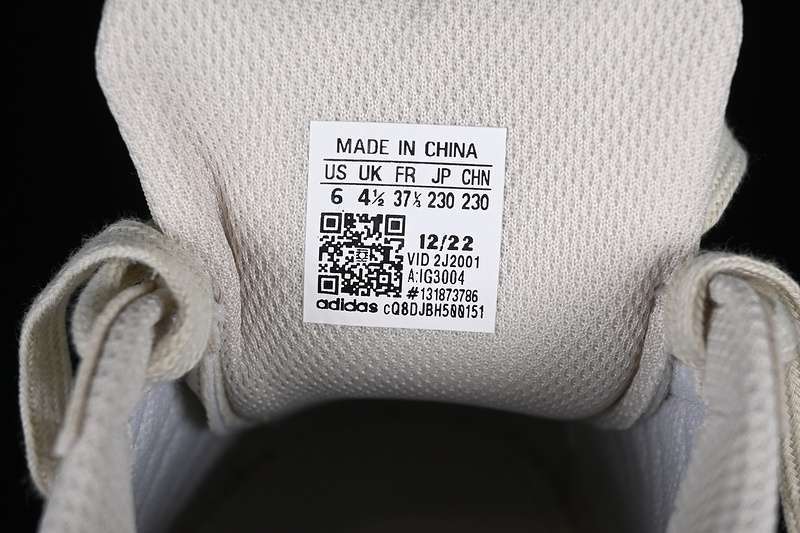 MADE IN CHINA
US UK FR JP CHN
6 4½ 37⅓ 230 230
12/22
VID 2J2001
A:IG3004
#131873786
adidas cQ8DJBH500151